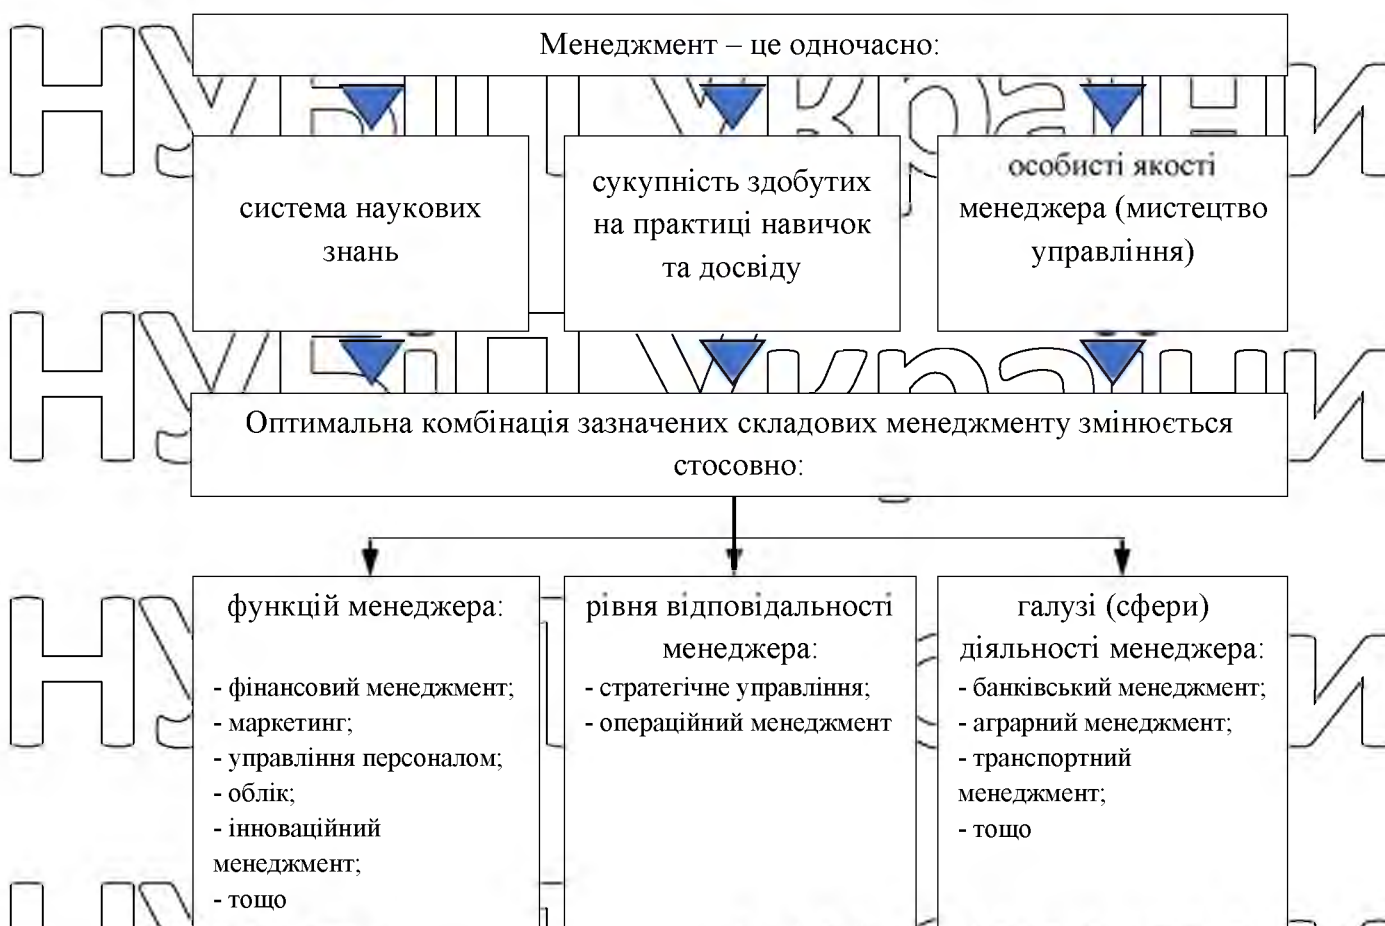 Менеджмент – це одночасно:
система наукових
знань
сукупність здобутих
на практиці навичок
та досвіду
особисті якості
менеджера (мистецтво
управління)
Оптимальна комбінація зазначених складових менеджменту змінюється
стосовно:
функцій менеджера:
- фінансовий менеджмент;
- маркетинг;
- управління персоналом;
- облік;
- інноваційний
менеджмент;
- тощо
рівня відповідальності
менеджера:
- стратегічне управління;
- операційний менеджмент
галузі (сфери)
діяльності менеджера:
- банківський менеджмент;
- аграрний менеджмент;
- транспортний
менеджмент;
- тощо